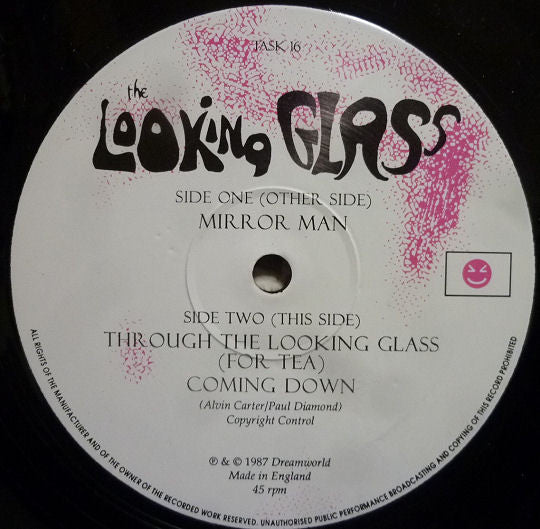 TASK 16
the
LOOKING GLASS
SIDE ONE (OTHER SIDE)
MIRROR MAN
SIDE TWO (THIS SIDE)
THROUGH THE LOOKING GLASS
(FOR TEA)
COMING DOWN
(Alvin Carter/Paul Diamond)
Copyright Control
℗ & © 1987 Dreamworld
Made in England
45 rpm
ALL RIGHTS OF THE MANUFACTURER AND OF THE OWNER OF THE RECORDED WORK RESERVED. UNAUTHORISED PUBLIC PERFORMANCE BROADCASTING AND COPYING OF THIS RECORD PROHIBITED